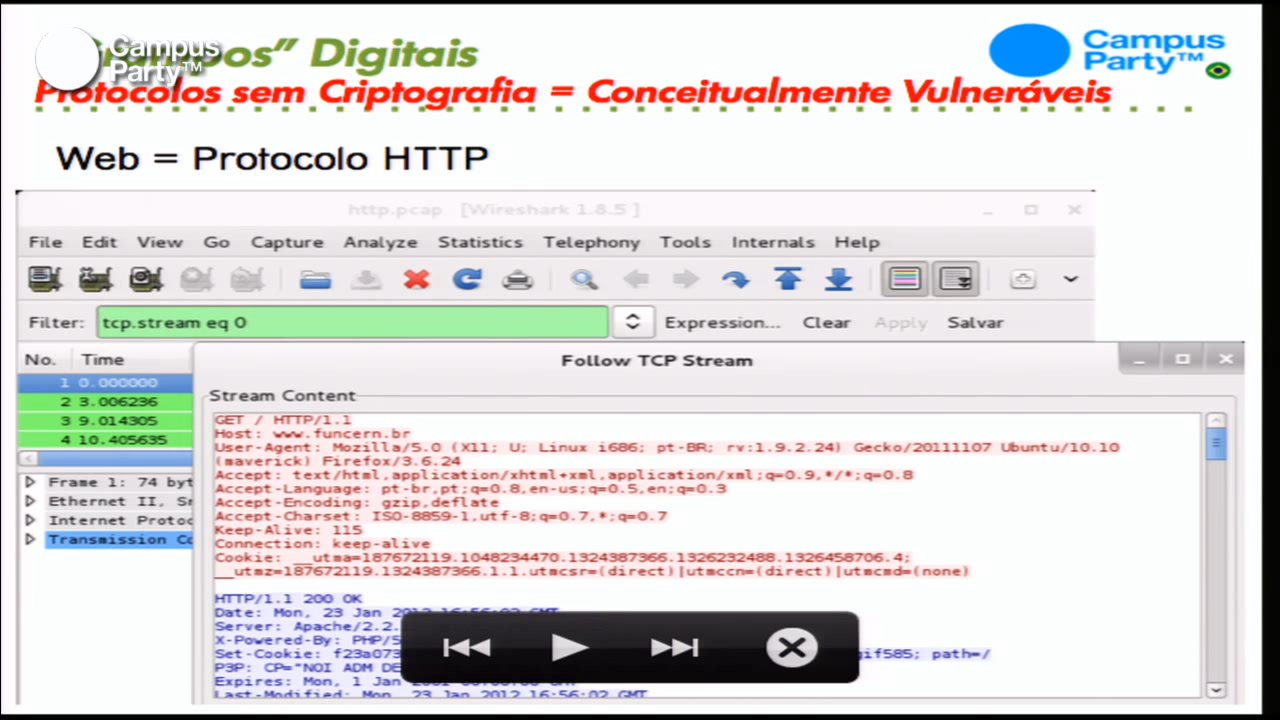 Campus
Party™
Digitais
Campus
Party™
Protocolos sem Criptografia = Conceitualmente Vulneráveis
Web = Protocolo HTTP
http.pcap [Wireshark 1.8.5 ]
File Edit View Go Capture Analyze Statistics Telephony Tools Internals Help
Filter: tcp.stream eq 0 Expression... Clear Apply Salvar
No. Time
Follow TCP Stream
1 0.000000
2 3.006236
3 9.014305
4 10.405635
Stream Content
GET / HTTP/1.1
Host: www.funcern.br
User-Agent: Mozilla/5.0 (X11; U; Linux i686; pt-BR; rv:1.9.2.24) Gecko/20111107 Ubuntu/10.10
(maverick) Firefox/3.6.24
Accept: text/html,application/xhtml+xml,application/xml;q=0.9,*/*;q=0.8
Accept-Language: pt-br,pt;q=0.8,en-us;q=0.5,en;q=0.3
Accept-Encoding: gzip,deflate
Accept-Charset: ISO-8859-1,utf-8;q=0.7,*;q=0.7
Keep-Alive: 115
Connection: keep-alive
Cookie: __utma=187672119.1048234470.1324387366.1326232488.1326458706.4;
__utmz=187672119.1324387366.1.1.utmcsr=(direct)|utmccn=(direct)|utmcmd=(none)
HTTP/1.1 200 OK
Date: Mon, 23 Jan 2012 16:56:02 GMT
Server: Apache/2.2.
X-Powered-By: PHP/5
Set-Cookie: f23a073 gif585; path=/
P3P: CP="NOI ADM DE
Expires: Mon, 1 Jan
Last-Modified: Mon, 23 Jan 2012 16:56:02 GMT
Frame 1: 74 byt
Ethernet II, Sr
Internet Protoc
Transmission Co